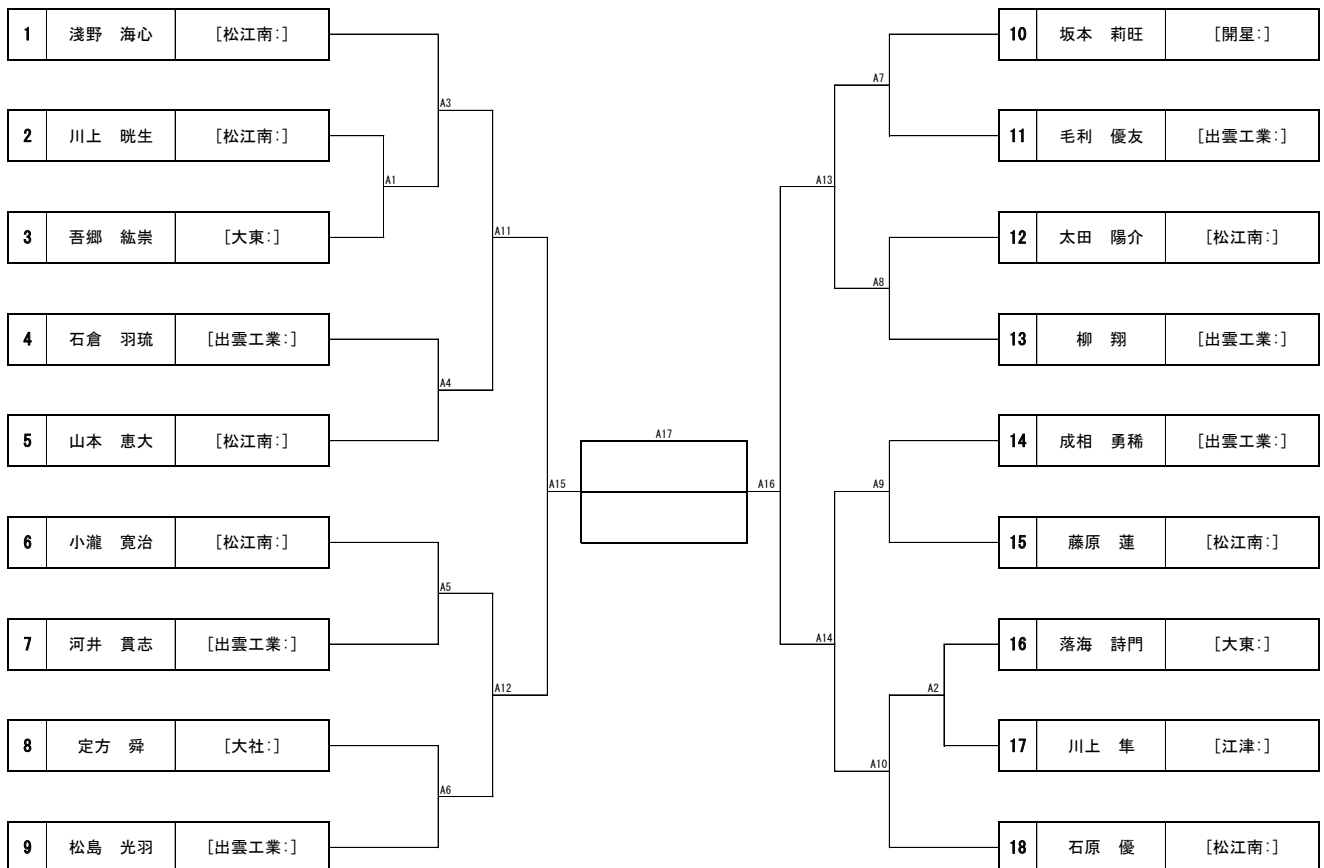 1 淺野 海心 [松江南:]
2 川上 晄生 [松江南:]
3 吾郷 紘崇 [大東:]
4 石倉 羽琉 [出雲工業:]
5 山本 恵大 [松江南:]
6 小瀧 寛治 [松江南:]
7 河井 貫志 [出雲工業:]
8 定方 舜 [大社:]
9 松島 光羽 [出雲工業:]
A1
A3
A4
A5
A6
A11
A12
A15
A17
A16
A13
A14
A7
A8
A9
A10
A2
10 坂本 莉旺 [開星:]
11 毛利 優友 [出雲工業:]
12 太田 陽介 [松江南:]
13 柳 翔 [出雲工業:]
14 成相 勇稀 [出雲工業:]
15 藤原 蓮 [松江南:]
16 落海 詩門 [大東:]
17 川上 隼 [江津:]
18 石原 優 [松江南:]